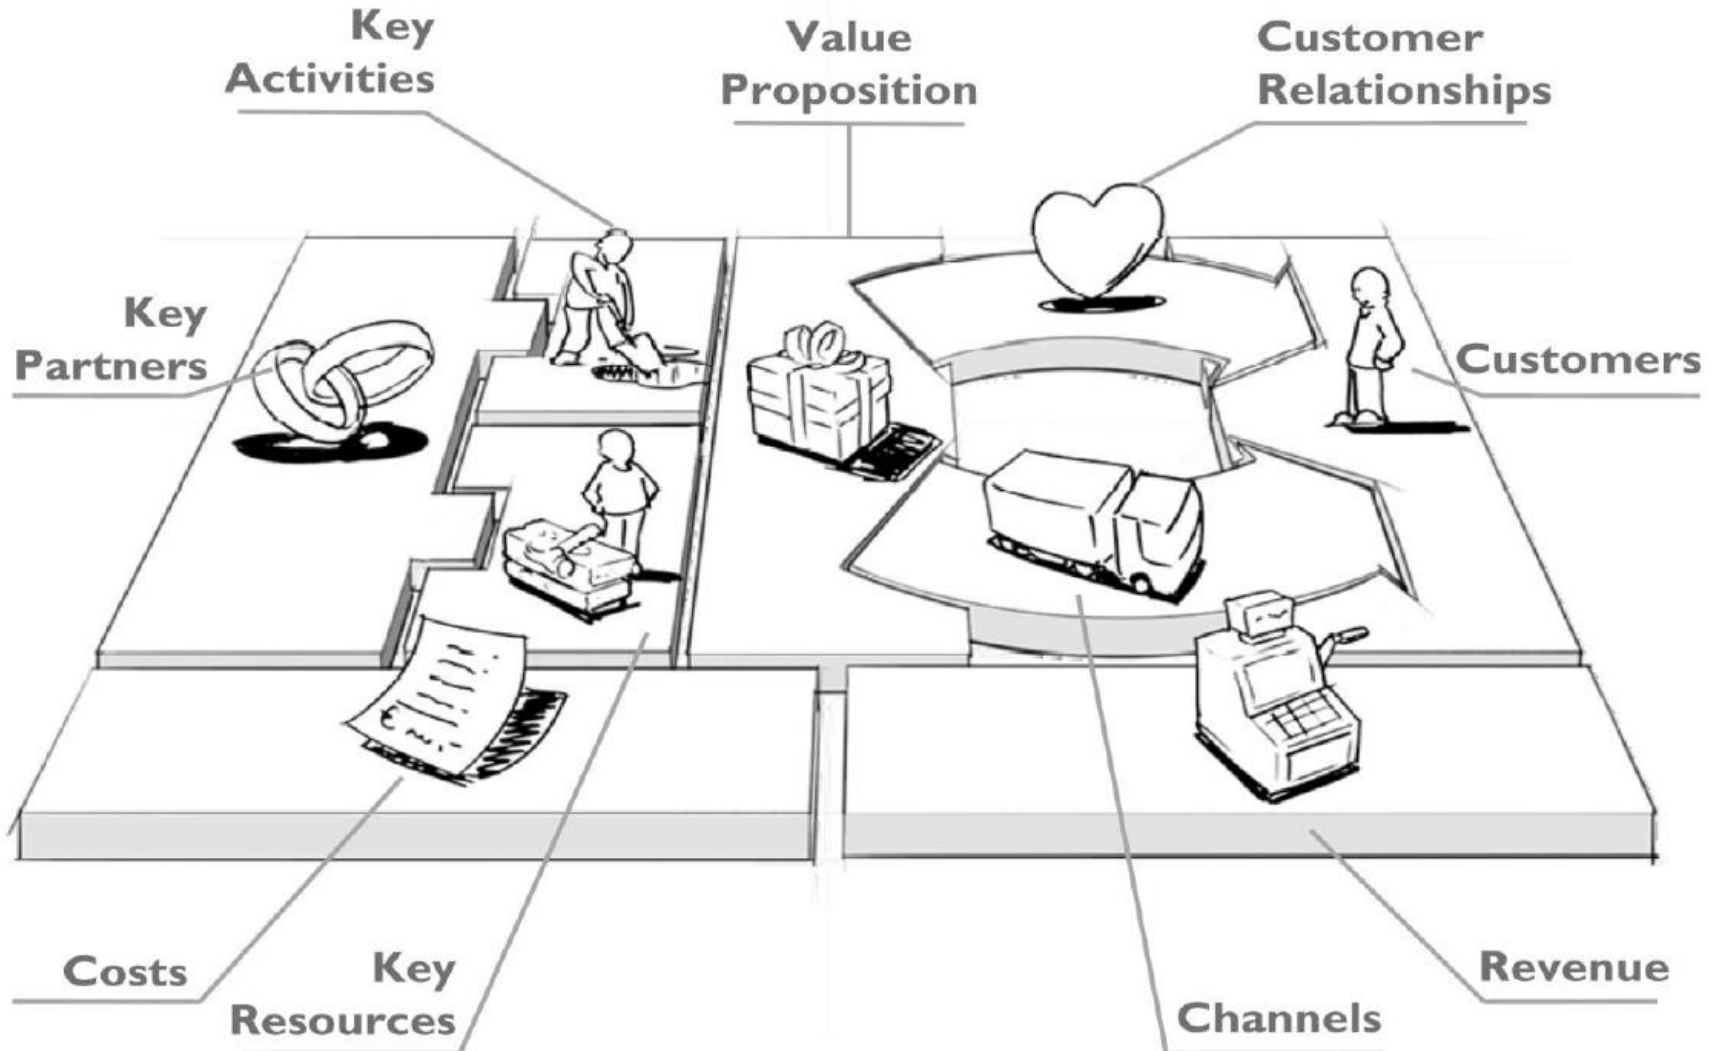 Key
Activities
Value
Proposition
Customer
Relationships
Key
Partners
Customers
Costs
Key
Resources
Channels
Revenue